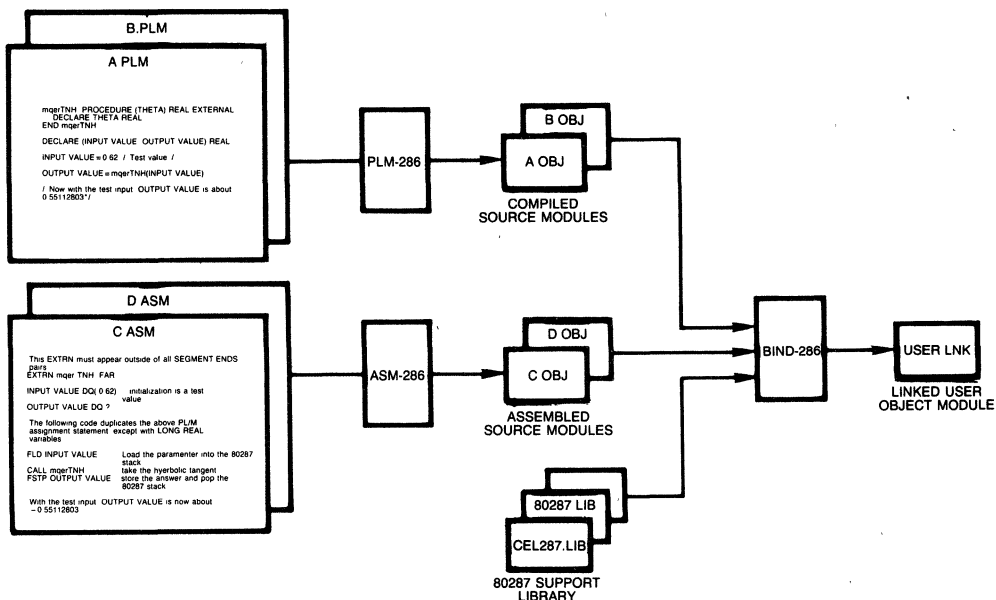 B.PLM
A PLM
mqerTNH PROCEDURE (THETA) REAL EXTERNAL
DECLARE THETA REAL
END mqerTNH
DECLARE (INPUT VALUE OUTPUT VALUE) REAL
INPUT VALUE = 0 62 / Test value /
OUTPUT VALUE = mqerTNH(INPUT VALUE)
/ Now with the test input OUTPUT VALUE is about
0 55112803*/
PLM-286
B OBJ
A OBJ
COMPILED
SOURCE MODULES
D ASM
C ASM
This EXTRN must appear outside of all SEGMENT ENDS
pairs
EXTRN mqer TNH FAR
INPUT VALUE DQ( 0 62) initialization is a test
value
OUTPUT VALUE DQ ?
The following code duplicates the above PL/M
assignment statement except with LONG REAL
variables
FLD INPUT VALUE Load the paramenter into the 80287
stack
CALL mqerTNH take the hyerbolic tangent
FSTP OUTPUT VALUE store the answer and pop the
80287 stack
With the test input OUTPUT VALUE is now about
–0 55112803
ASM-286
D OBJ
C OBJ
ASSEMBLED
SOURCE MODULES
80287 LIB
CEL287.LIB
80287 SUPPORT
LIBRARY
BIND-286
USER LNK
LINKED USER
OBJECT MODULE